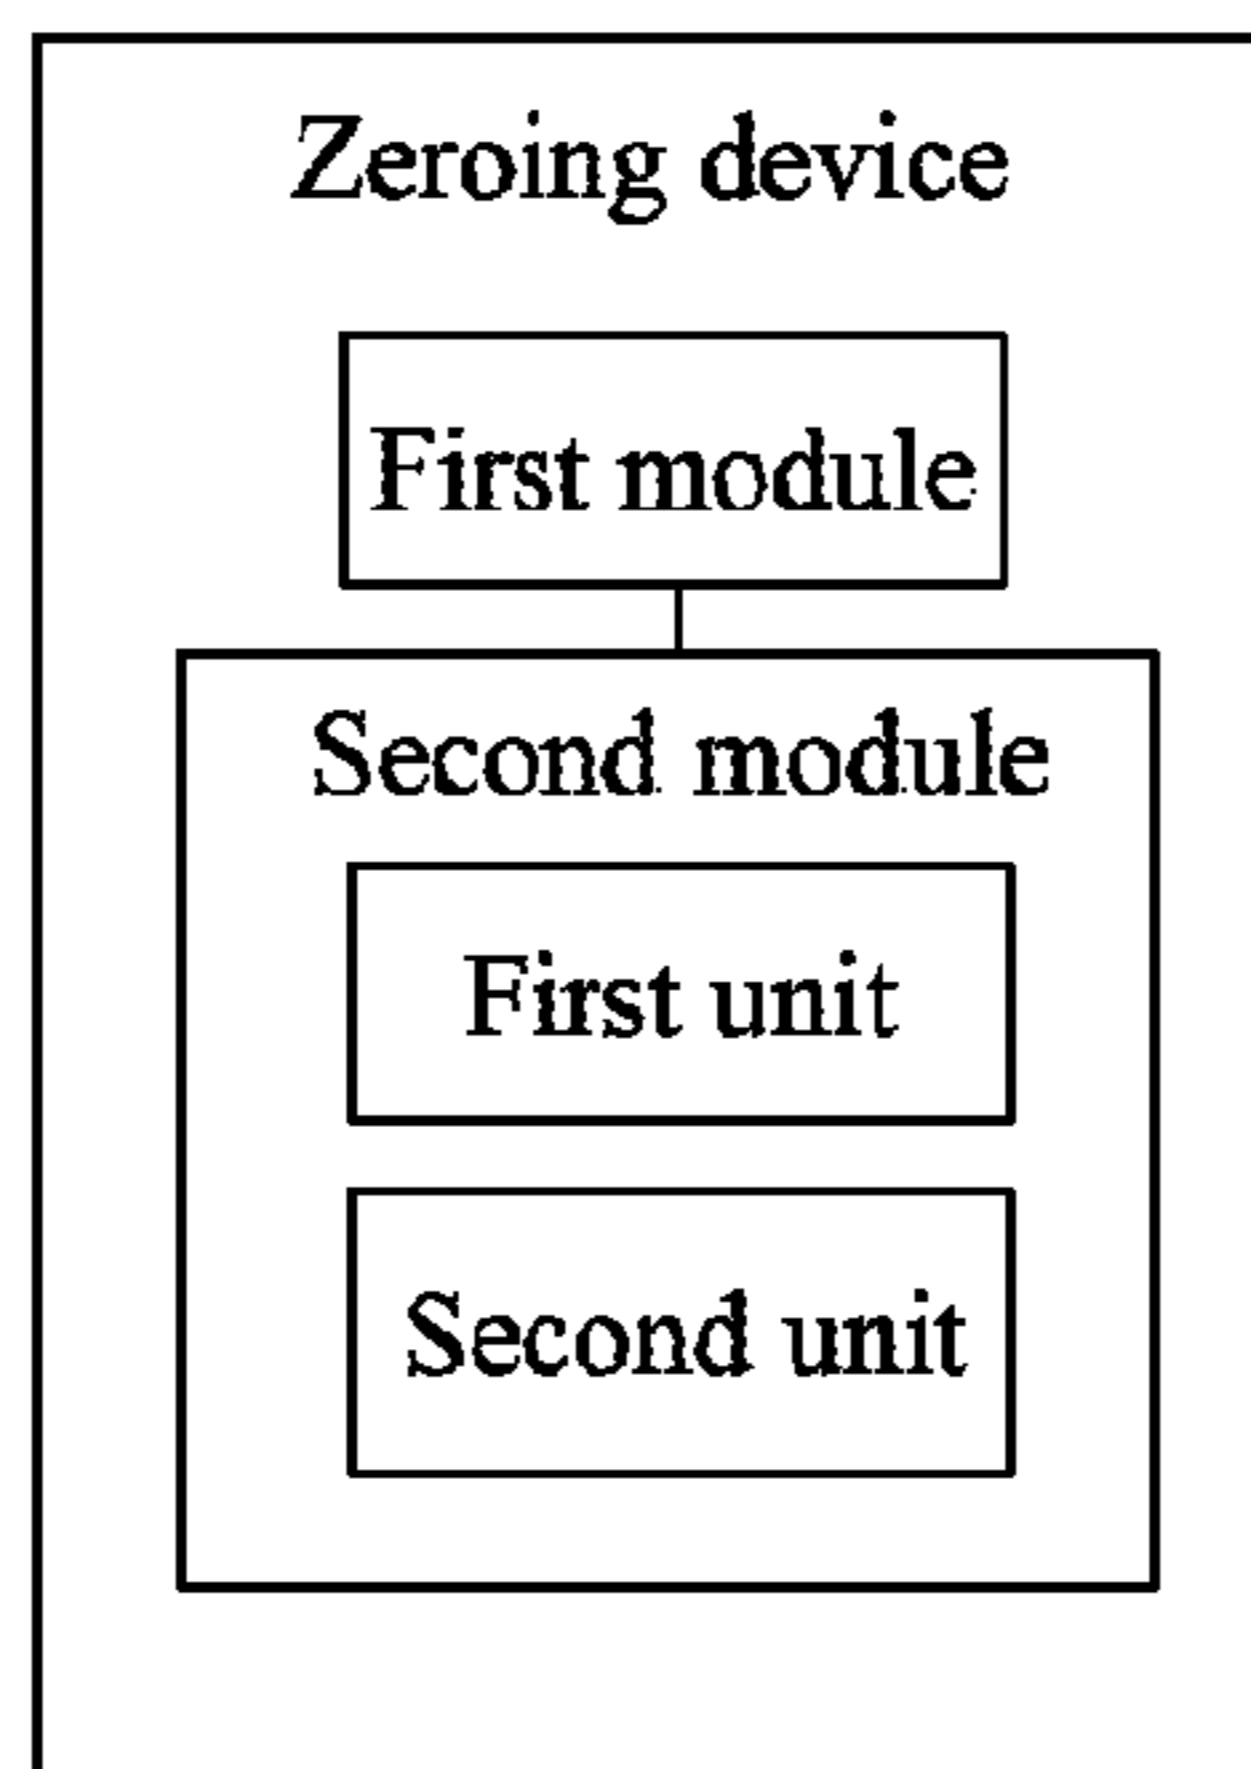 Zeroing device
First module
Second module
First unit
Second unit